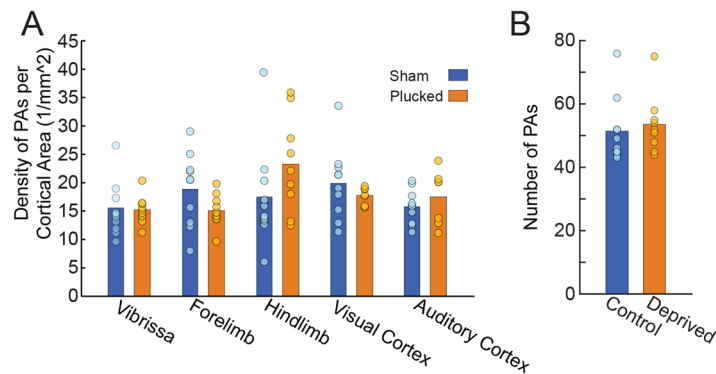 A
Density of PAs per
Cortical Area (1/mm^2)
45
40
35
30
25
20
15
10
5
0
Sham
Plucked
Vibrissa
Forelimb
Hindlimb
Visual Cortex
Auditory Cortex
B
Number of PAs
80
60
40
20
0
Control
Deprived